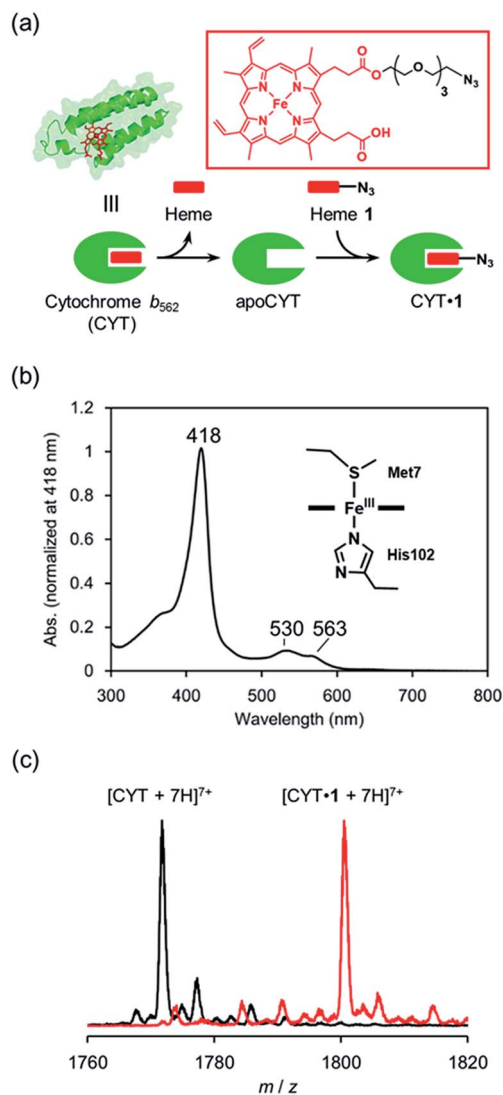 (a)
O
O
O
3
N₃
N
N
Fe
N
N
O
OH
III
Heme
Heme 1
N₃
N₃
Cytochrome b₅₆₂
(CYT)
apoCYT
CYT•1
(b)
Abs. (normalized at 418 nm)
1.2
1
0.8
0.6
0.4
0.2
0
418
530
563
S
Met7
Feᴵᴵᴵ
N
His102
N
300 400 500 600 700 800
Wavelength (nm)
(c)
[CYT + 7H]⁷⁺
[CYT•1 + 7H]⁷⁺
1760 1780 1800 1820
m / z